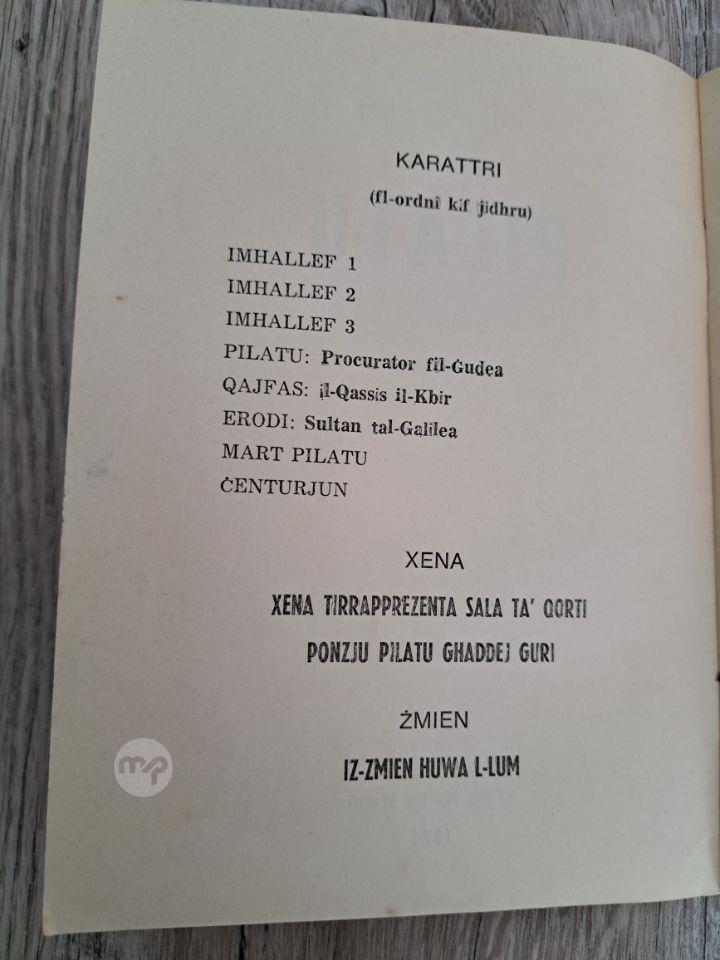 KARATTRI
(fl-ordni kif jidhru)
IMHALLEF 1
IMHALLEF 2
IMHALLEF 3
PILATU: Procurator fil-Ġudea
QAJFAS: il-Qassis il-Kbir
ERODI: Sultan tal-Galilea
MART PILATU
ĊENTURJUN
XENA
XENA TIRRAPPREZENTA SALA TA' QORTI
PONZJU PILATU GHADDEJ GURI
ŻMIEN
IZ-ZMIEN HUWA L-LUM
mp